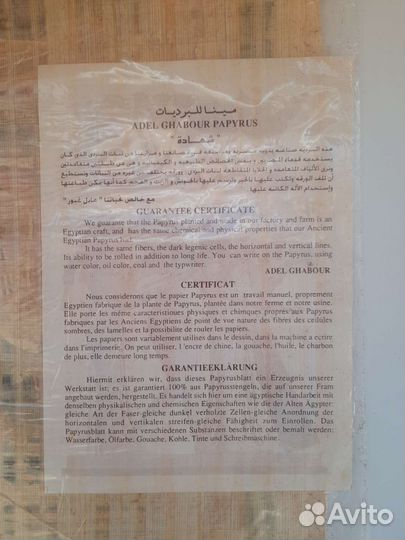 مينا للبرديات
ADEL GHABOUR PAPYRUS
" شهادة "
مع خالص تحياتنا " عادل غبور "
GUARANTEE CERTIFICATE
We guarante that the Papyrus planted and made in our factory and farm is an
Egyptian craft, and has the same chemical and physical properties that our Ancient
Egyptian Papyrus had.
It has the same fibers, the dark legenic cells, the horizontal and vertical lines.
Its ability to be rolled in addition to long life. You can write on the Papyrus, using
water color, oil color, coal and the typewriter.
ADEL GHABOUR
CERTIFICAT
Nous considerons que le papier Papyrus est un travail manuel, proprement
Egyptien fabrique de la plante de Papyrus, plantée dans notre ferme et notre usine.
Elle porte les même caracteristioues physiques et chimiqes propres aux Papyrus
fabriques par les Anciens Egyptiens de point de vue nature des fibres des cellules
sombres, des lamelles et la possibilite de rouler les papiers.
Les papiers sont variablement utilises dans le dessin, dans la machine a ecrire
dans l'imprimerie. On peut utiliser, l'encre de chine, la gouache, l'huile, le charbon
de plus, elle demeure long temps.
GARANTIEEKLÄRUNG
Hiermit erklären wir, dass dieses Papyrusblatt ein Erzeugnis unserer
Werkstatt ist; es ist garantiert 100% aus Papyrusstengeln, die auf unserer Fram
angebaut werden, hergestellt. Es handelt sich hier um eine ägyptische Handarbeit mit
denselben physikalischen und chemischen Eigenschaften wie die der Alten Ägypter:
gleiche Art der Faser-gleiche dunkel verholzte Zellen-gleiche Anordnung der
horizontalen und vertikalen streifen-gleiche Fähigheit zum Einrollen. Das
Papyrusblatt kann mit verschiedenen Substanzen beschriftet oder bemalt werden:
Wasserfarbe, Ölfarbe, Gouache, Kohle, Tinte und Schreibmaschine.
Avito